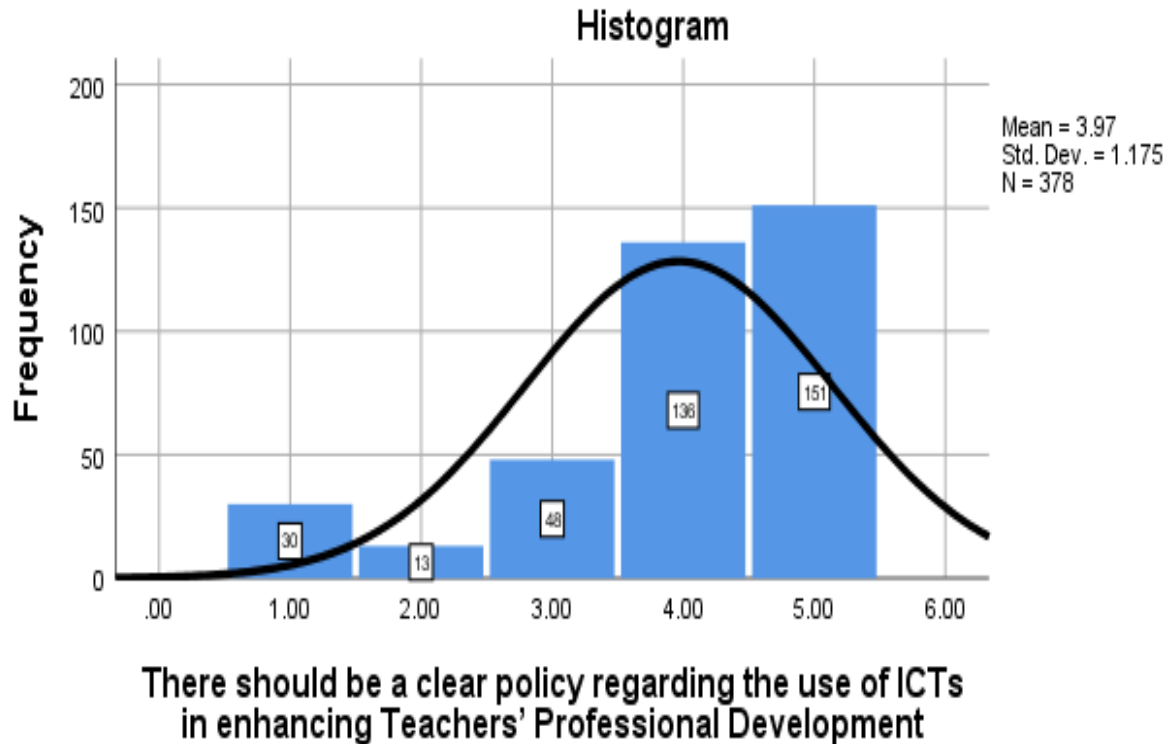 Histogram
200
150
100
50
0
Frequency
30
13
48
136
151
.00
1.00
2.00
3.00
4.00
5.00
6.00
Mean = 3.97
Std. Dev. = 1.175
N = 378
There should be a clear policy regarding the use of ICTs
in enhancing Teachers’ Professional Development